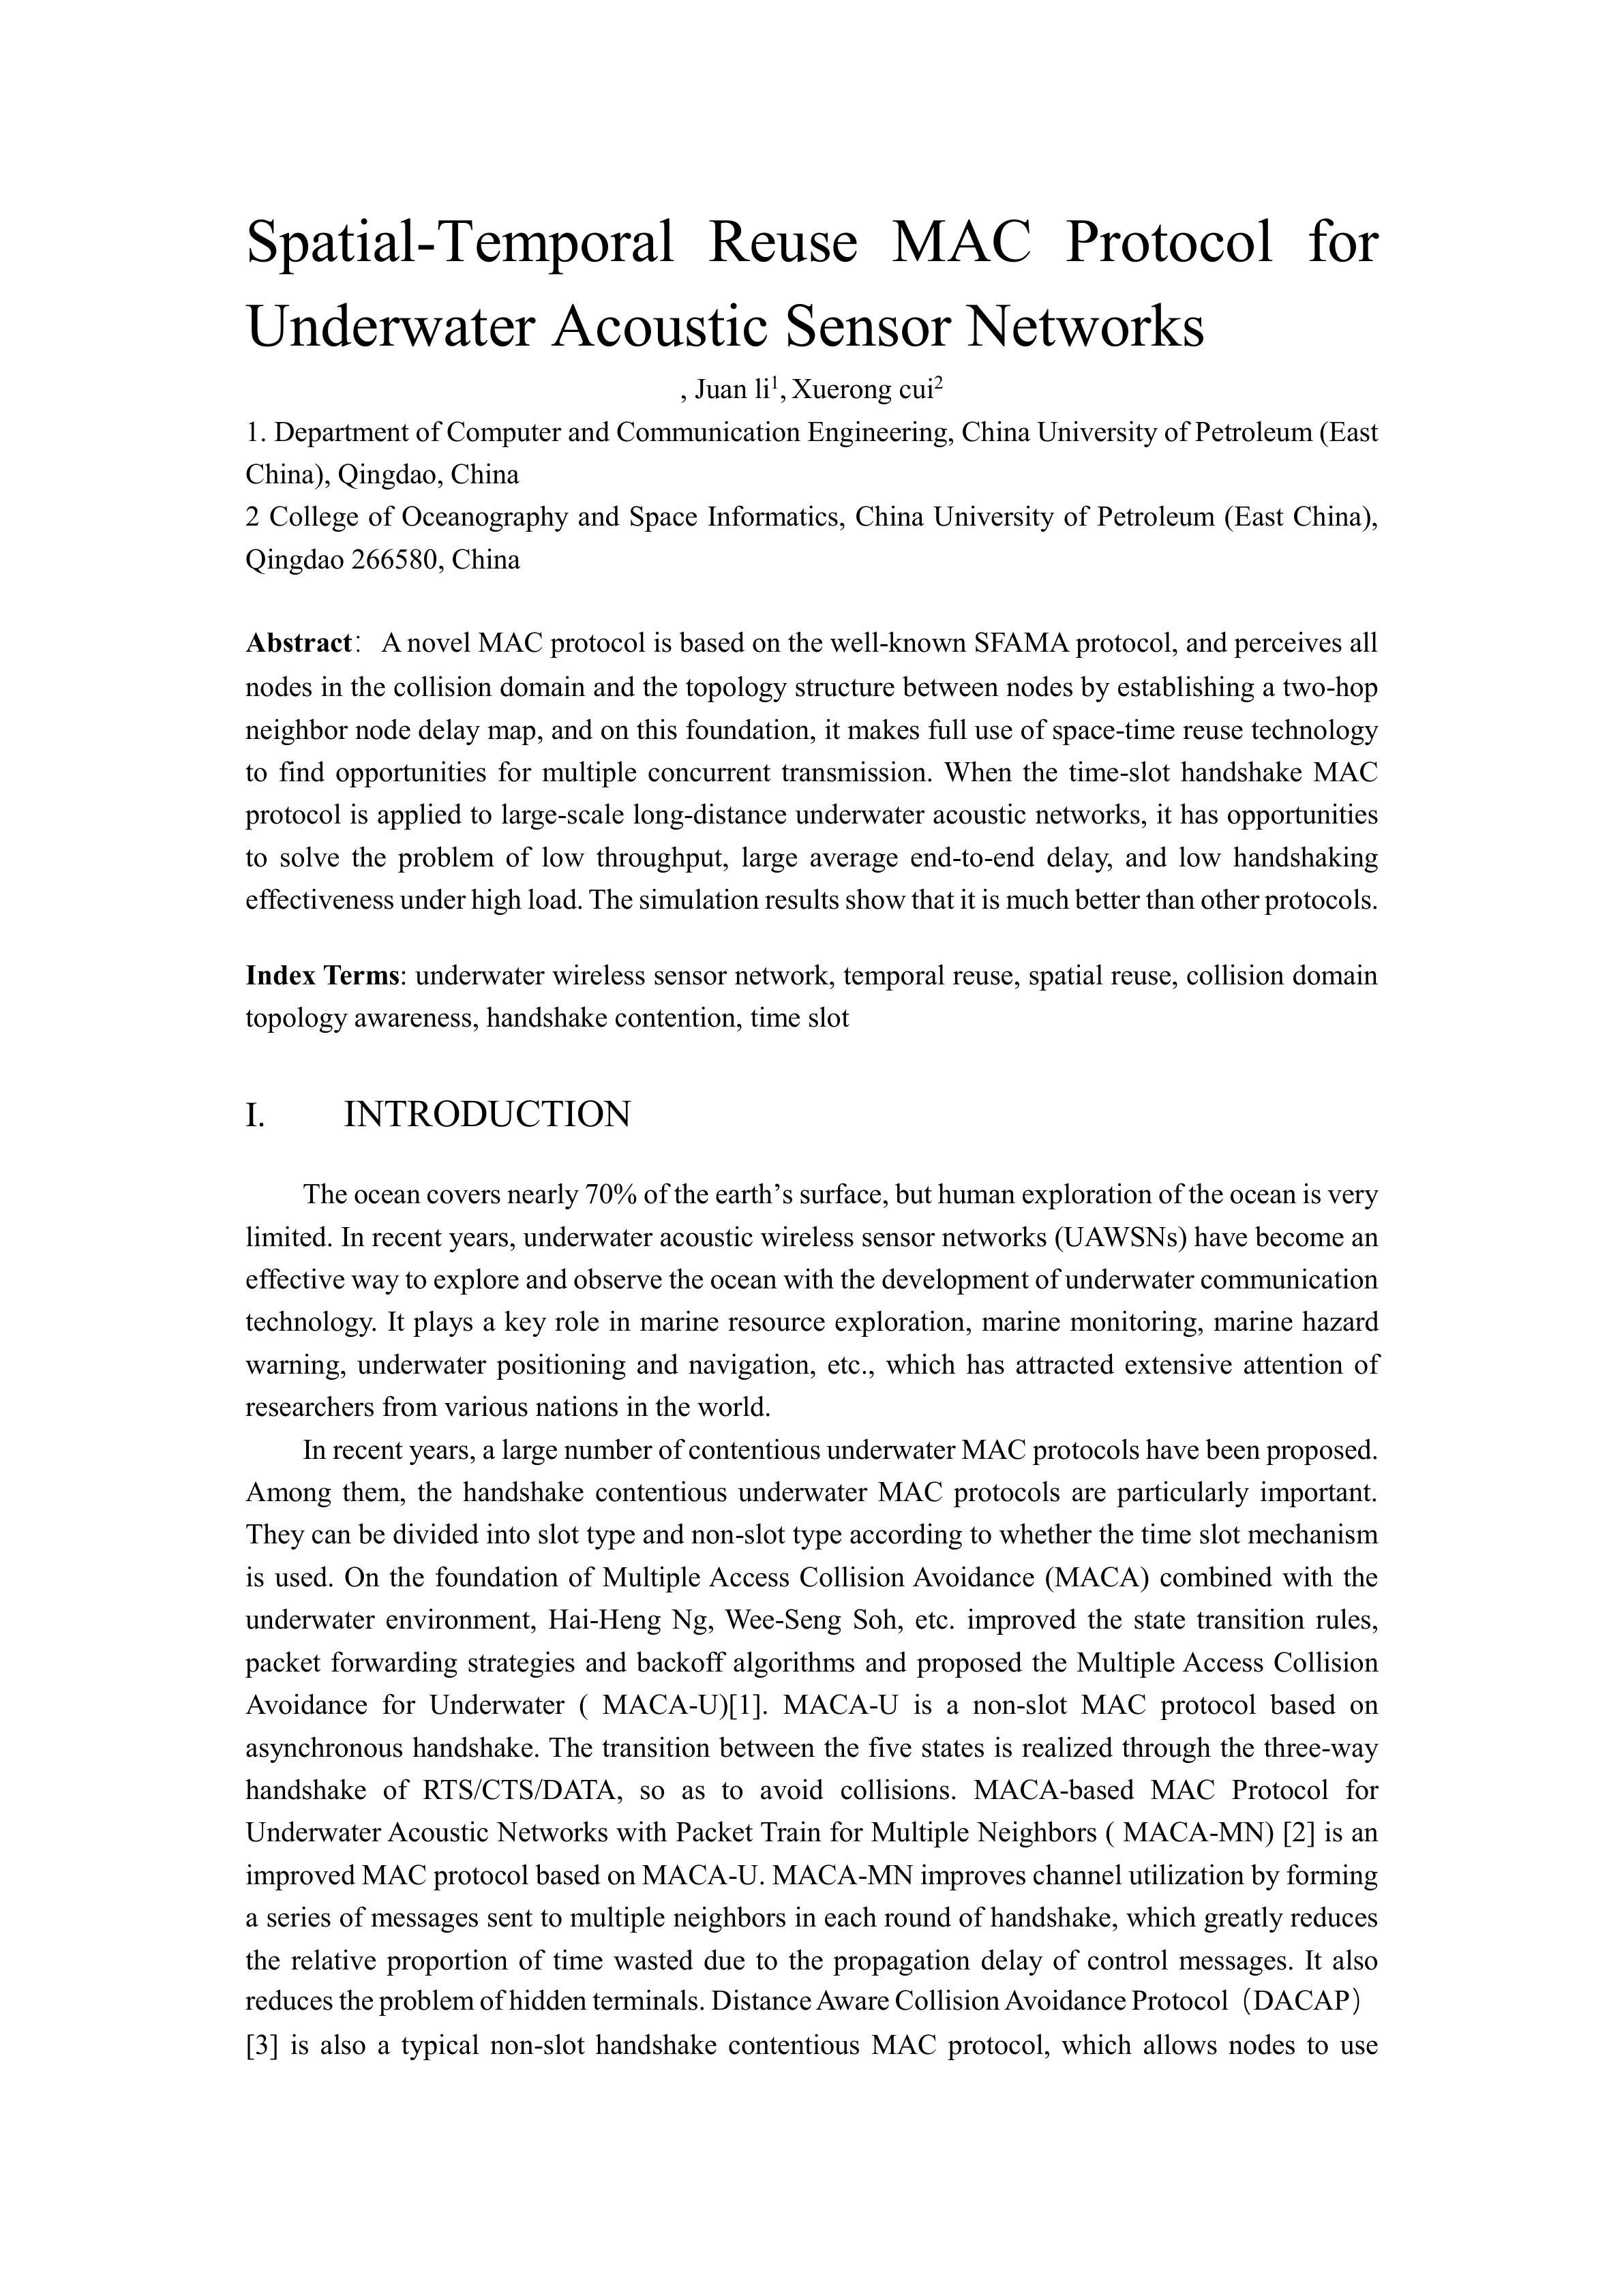 Spatial-Temporal Reuse MAC Protocol for
Underwater Acoustic Sensor Networks
, Juan li1, Xuerong cui2
1. Department of Computer and Communication Engineering, China University of Petroleum (East
China), Qingdao, China
2 College of Oceanography and Space Informatics, China University of Petroleum (East China),
Qingdao 266580, China
Abstract： A novel MAC protocol is based on the well-known SFAMA protocol, and perceives all
nodes in the collision domain and the topology structure between nodes by establishing a two-hop
neighbor node delay map, and on this foundation, it makes full use of space-time reuse technology
to find opportunities for multiple concurrent transmission. When the time-slot handshake MAC
protocol is applied to large-scale long-distance underwater acoustic networks, it has opportunities
to solve the problem of low throughput, large average end-to-end delay, and low handshaking
effectiveness under high load. The simulation results show that it is much better than other protocols.
Index Terms: underwater wireless sensor network, temporal reuse, spatial reuse, collision domain
topology awareness, handshake contention, time slot
I. INTRODUCTION
The ocean covers nearly 70% of the earth’s surface, but human exploration of the ocean is very
limited. In recent years, underwater acoustic wireless sensor networks (UAWSNs) have become an
effective way to explore and observe the ocean with the development of underwater communication
technology. It plays a key role in marine resource exploration, marine monitoring, marine hazard
warning, underwater positioning and navigation, etc., which has attracted extensive attention of
researchers from various nations in the world.
In recent years, a large number of contentious underwater MAC protocols have been proposed.
Among them, the handshake contentious underwater MAC protocols are particularly important.
They can be divided into slot type and non-slot type according to whether the time slot mechanism
is used. On the foundation of Multiple Access Collision Avoidance (MACA) combined with the
underwater environment, Hai-Heng Ng, Wee-Seng Soh, etc. improved the state transition rules,
packet forwarding strategies and backoff algorithms and proposed the Multiple Access Collision
Avoidance for Underwater ( MACA-U)[1]. MACA-U is a non-slot MAC protocol based on
asynchronous handshake. The transition between the five states is realized through the three-way
handshake of RTS/CTS/DATA, so as to avoid collisions. MACA-based MAC Protocol for
Underwater Acoustic Networks with Packet Train for Multiple Neighbors ( MACA-MN) [2] is an
improved MAC protocol based on MACA-U. MACA-MN improves channel utilization by forming
a series of messages sent to multiple neighbors in each round of handshake, which greatly reduces
the relative proportion of time wasted due to the propagation delay of control messages. It also
reduces the problem of hidden terminals. Distance Aware Collision Avoidance Protocol（DACAP）
[3] is also a typical non-slot handshake contentious MAC protocol, which allows nodes to use